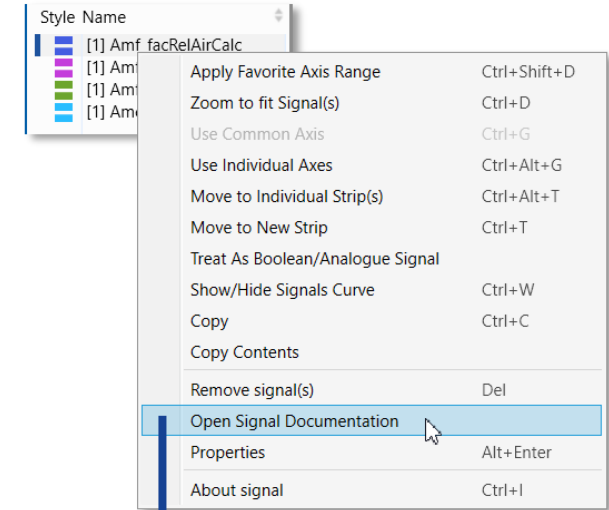 Style Name
[1] Amf_facRelAirCalc
[1] Amf
[1] Amf
[1] Ame
Apply Favorite Axis Range Ctrl+Shift+D
Zoom to fit Signal(s) Ctrl+D
Use Common Axis Ctrl+G
Use Individual Axes Ctrl+Alt+G
Move to Individual Strip(s) Ctrl+Alt+T
Move to New Strip Ctrl+T
Treat As Boolean/Analogue Signal
Show/Hide Signals Curve Ctrl+W
Copy Ctrl+C
Copy Contents
Remove signal(s) Del
Open Signal Documentation
Properties Alt+Enter
About signal Ctrl+I